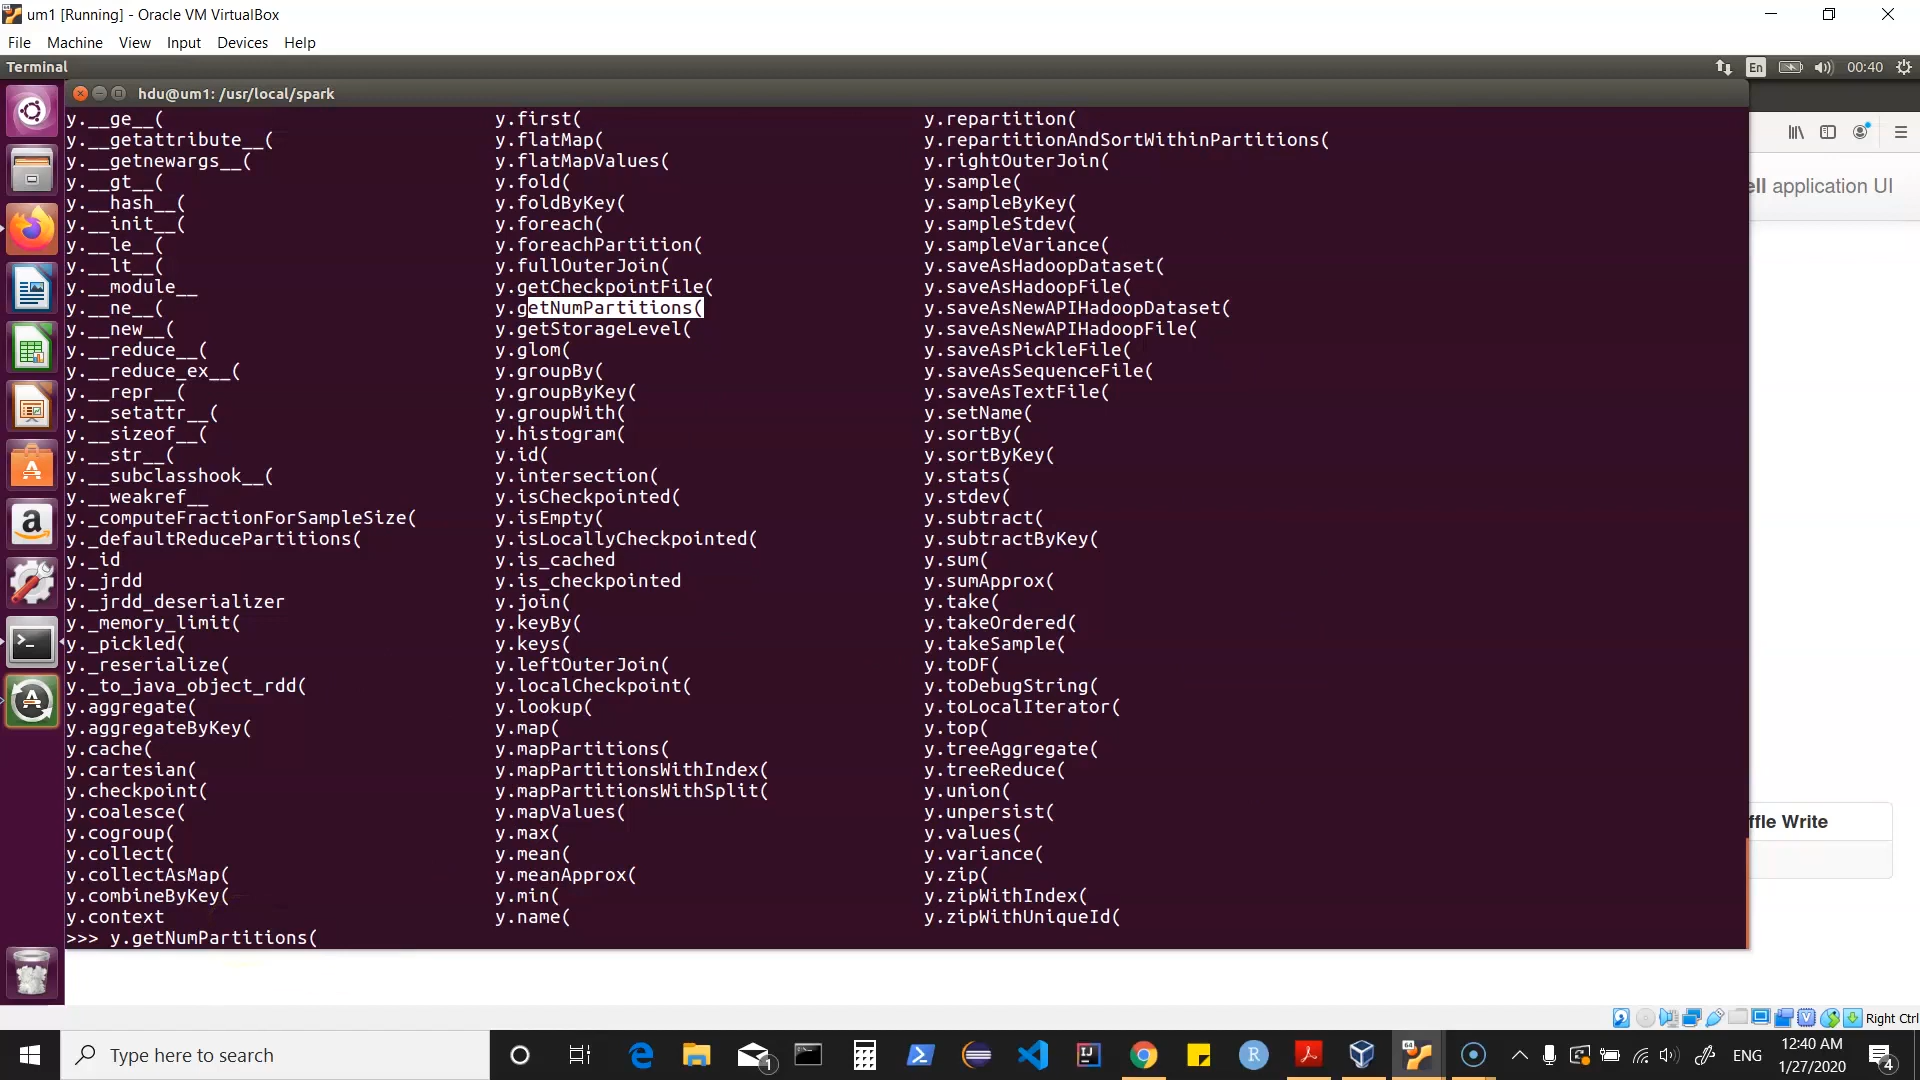 um1 [Running] - Oracle VM VirtualBox
File Machine View Input Devices Help
Terminal
En
00:40
hdu@um1: /usr/local/spark
y.__ge__( y.first( y.repartition(
y.__getattribute__( y.flatMap( y.repartitionAndSortWithinPartitions(
y.__getnewargs__( y.flatMapValues( y.rightOuterJoin(
y.__gt__( y.fold( y.sample(
y.__hash__( y.foldByKey( y.sampleByKey(
y.__init__( y.foreach( y.sampleStdev(
y.__le__( y.foreachPartition( y.sampleVariance(
y.__lt__( y.fullOuterJoin( y.saveAsHadoopDataset(
y.__module__ y.getCheckpointFile( y.saveAsHadoopFile(
y.__ne__( y.getNumPartitions( y.saveAsNewAPIHadoopDataset(
y.__new__( y.getStorageLevel( y.saveAsNewAPIHadoopFile(
y.__reduce__( y.glom( y.saveAsPickleFile(
y.__reduce_ex__( y.groupBy( y.saveAsSequenceFile(
y.__repr__( y.groupByKey( y.saveAsTextFile(
y.__setattr__( y.groupWith( y.setName(
y.__sizeof__( y.histogram( y.sortBy(
y.__str__( y.id( y.sortByKey(
y.__subclasshook__( y.intersection( y.stats(
y.__weakref__ y.isCheckpointed( y.stdev(
y._computeFractionForSampleSize( y.isEmpty( y.subtract(
y._defaultReducePartitions( y.isLocallyCheckpointed( y.subtractByKey(
y._id y.is_cached y.sum(
y._jrdd y.is_checkpointed y.sumApprox(
y._jrdd_deserializer y.join( y.take(
y._memory_limit( y.keyBy( y.takeOrdered(
y._pickled( y.keys( y.takeSample(
y._reserialize( y.leftOuterJoin( y.toDF(
y._to_java_object_rdd( y.localCheckpoint( y.toDebugString(
y.aggregate( y.lookup( y.toLocalIterator(
y.aggregateByKey( y.map( y.top(
y.cache( y.mapPartitions( y.treeAggregate(
y.cartesian( y.mapPartitionsWithIndex( y.treeReduce(
y.checkpoint( y.mapPartitionsWithSplit( y.union(
y.coalesce( y.mapValues( y.unpersist(
y.cogroup( y.max( y.values(
y.collect( y.mean( y.variance(
y.collectAsMap( y.meanApprox( y.zip(
y.combineByKey( y.min( y.zipWithIndex(
y.context y.name( y.zipWithUniqueId(
>>> y.getNumPartitions(
ell application UI
ffle Write
Right Ctrl
Type here to search
1
ENG
12:40 AM
1/27/2020
4